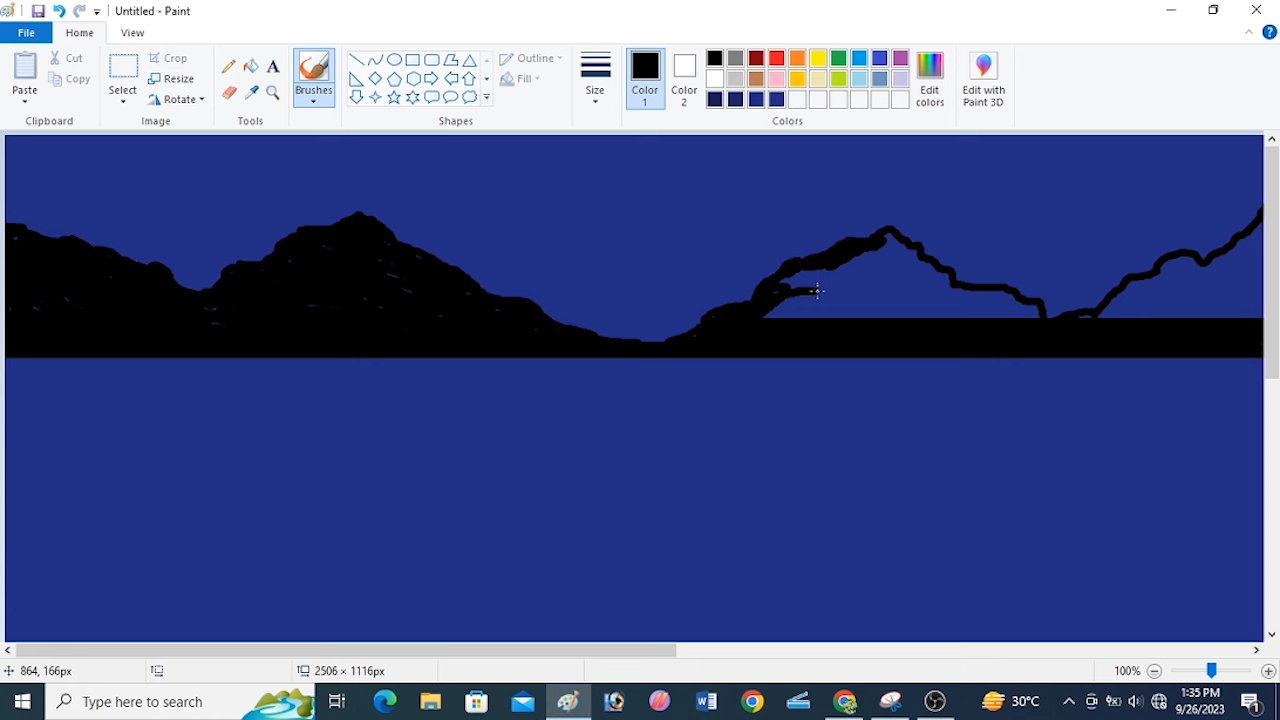 Untitled - Paint
File Home View
Paste
Cut
Copy
Clipboard
Select
Crop
Resize
Rotate
Image
A
Tools
Brushes
Outline
Fill
Shapes
Size
Color 1
Color 2
Edit colors
Colors
Edit with Paint 3D
864, 166px
2506 × 1116px
100%
Type here to search
30°C
1:35 PM
9/26/2023
1